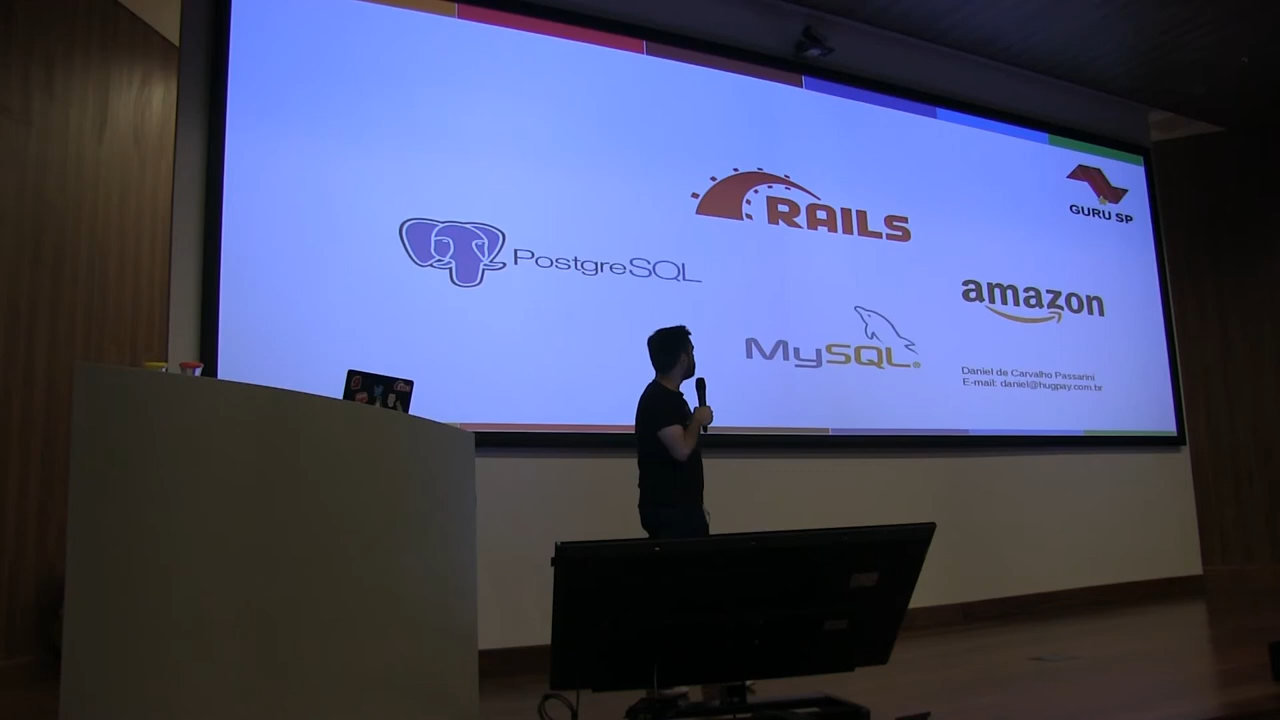 RAILS
GURU SP
PostgreSQL
amazon
MySQL
Daniel de Carvalho Passarini
E-mail: daniel@hugpay.com.br